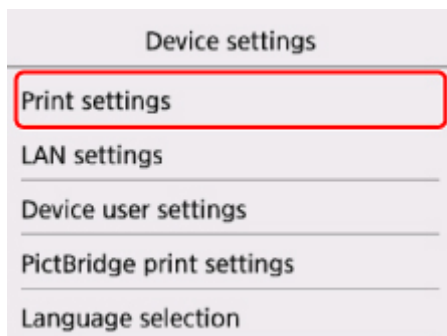 Device settings
Print settings
LAN settings
Device user settings
PictBridge print settings
Language selection